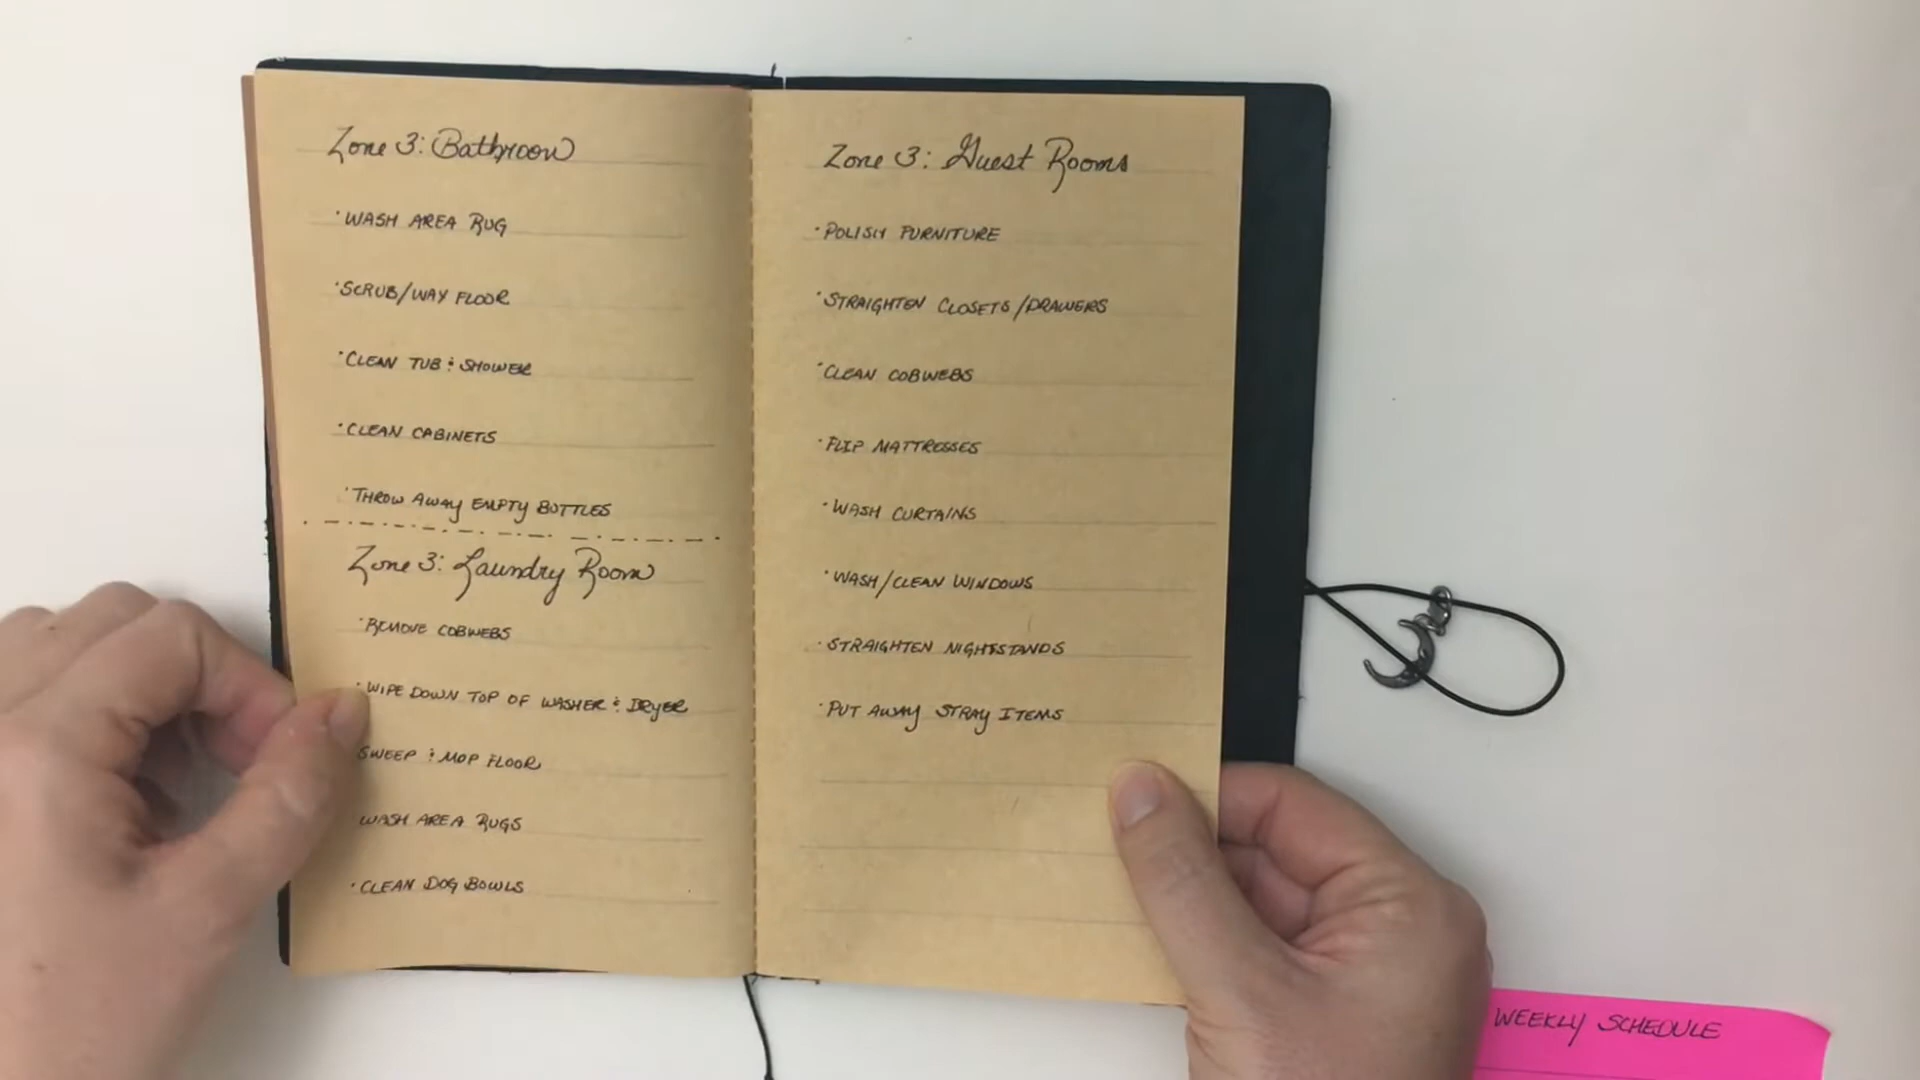 Zone 3: Bathroom
·WASH AREA RUG
·SCRUB/WAY FLOOR
·CLEAN TUB & SHOWER
·CLEAN CABINETS
·THROW AWAY EMPTY BOTTLES
Zone 3: Laundry Room
·REMOVE COBWEBS
·WIPE DOWN TOP OF WASHER & DRYER
SWEEP & MOP FLOOR
WASH AREA RUGS
·CLEAN DOG BOWLS
Zone 3: Guest Rooms
·POLISH FURNITURE
·STRAIGHTEN CLOSETS/DRAWERS
·CLEAN COBWEBS
·FLIP MATTRESSES
·WASH CURTAINS
·WASH/CLEAN WINDOWS
·STRAIGHTEN NIGHTSTANDS
·PUT AWAY STRAY ITEMS
WEEKLY SCHEDULE